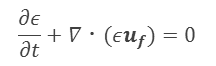 ∂ϵ/∂t + ∇ · (ϵu_f) = 0